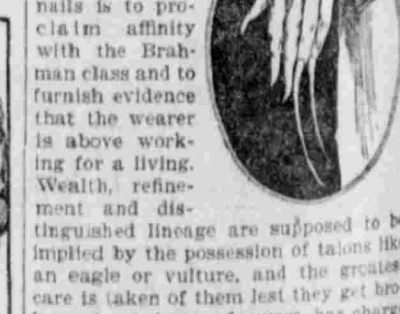 nails is to pro-
claim affinity
with the Brah-
man class and to
furnish evidence
that the wearer
is above work-
ing for a living.
Wealth, refine-
ment and dis-
tinguished lineage are supposed to be
implied by the possession of talons like
an eagle or vulture, and the greates
care is taken of them lest they get bro